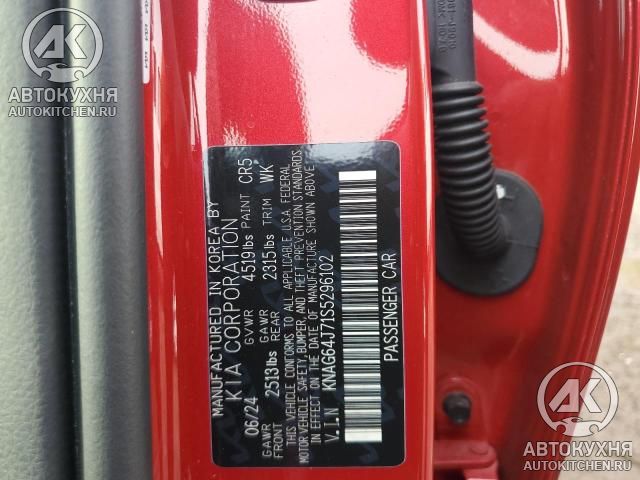 MANUFACTURED IN KOREA BY
KIA CORPORATION
06/24 GVWR 4519lbs PAINT CR5
GAWR FRONT 2513lbs GAWR REAR 2315lbs TRIM WK
THIS VEHICLE CONFORMS TO ALL APPLICABLE U.S.A. FEDERAL
MOTOR VEHICLE SAFETY, BUMPER, AND THEFT PREVENTION STANDARDS
IN EFFECT ON THE DATE OF MANUFACTURE SHOWN ABOVE.
V.I.N KNAG64J71S5296102
PASSENGER CAR
АК
АВТОКУХНЯ
AUTOKITCHEN.RU
АК
АВТОКУХНЯ
AUTOKITCHEN.RU